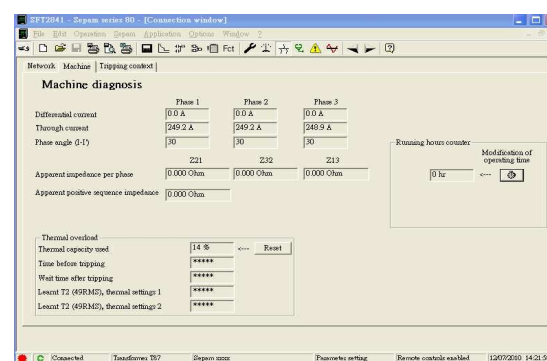 SFT2841 - Sepam series 80 - [Connection window]
File Edit Operation Sepam Application Options Window ?
Fct
Network Machine Tripping context
Machine diagnosis
Phase 1 Phase 2 Phase 3
Differential current 0.0 A 0.0 A 0.0 A
Through current 249.2 A 249.2 A 248.9 A
Phase angle (I-I') 30 30 30
Running hours counter
Modification of
operating time
0 hr <---
Z21 Z32 Z13
Apparent impedance per phase 0.000 Ohm 0.000 Ohm 0.000 Ohm
Apparent positive sequence impedance 0.000 Ohm
Thermal overload
Thermal capacity used 14 % <--- Reset
Time before tripping *****
Wait time after tripping *****
Learnt T2 (49RMS), thermal settings 1 *****
Learnt T2 (49RMS), thermal settings 2 *****
Connected Transformer T87 Sepam xxxx Parameter setting Remote controls enabled 12/07/2010 14:21:5